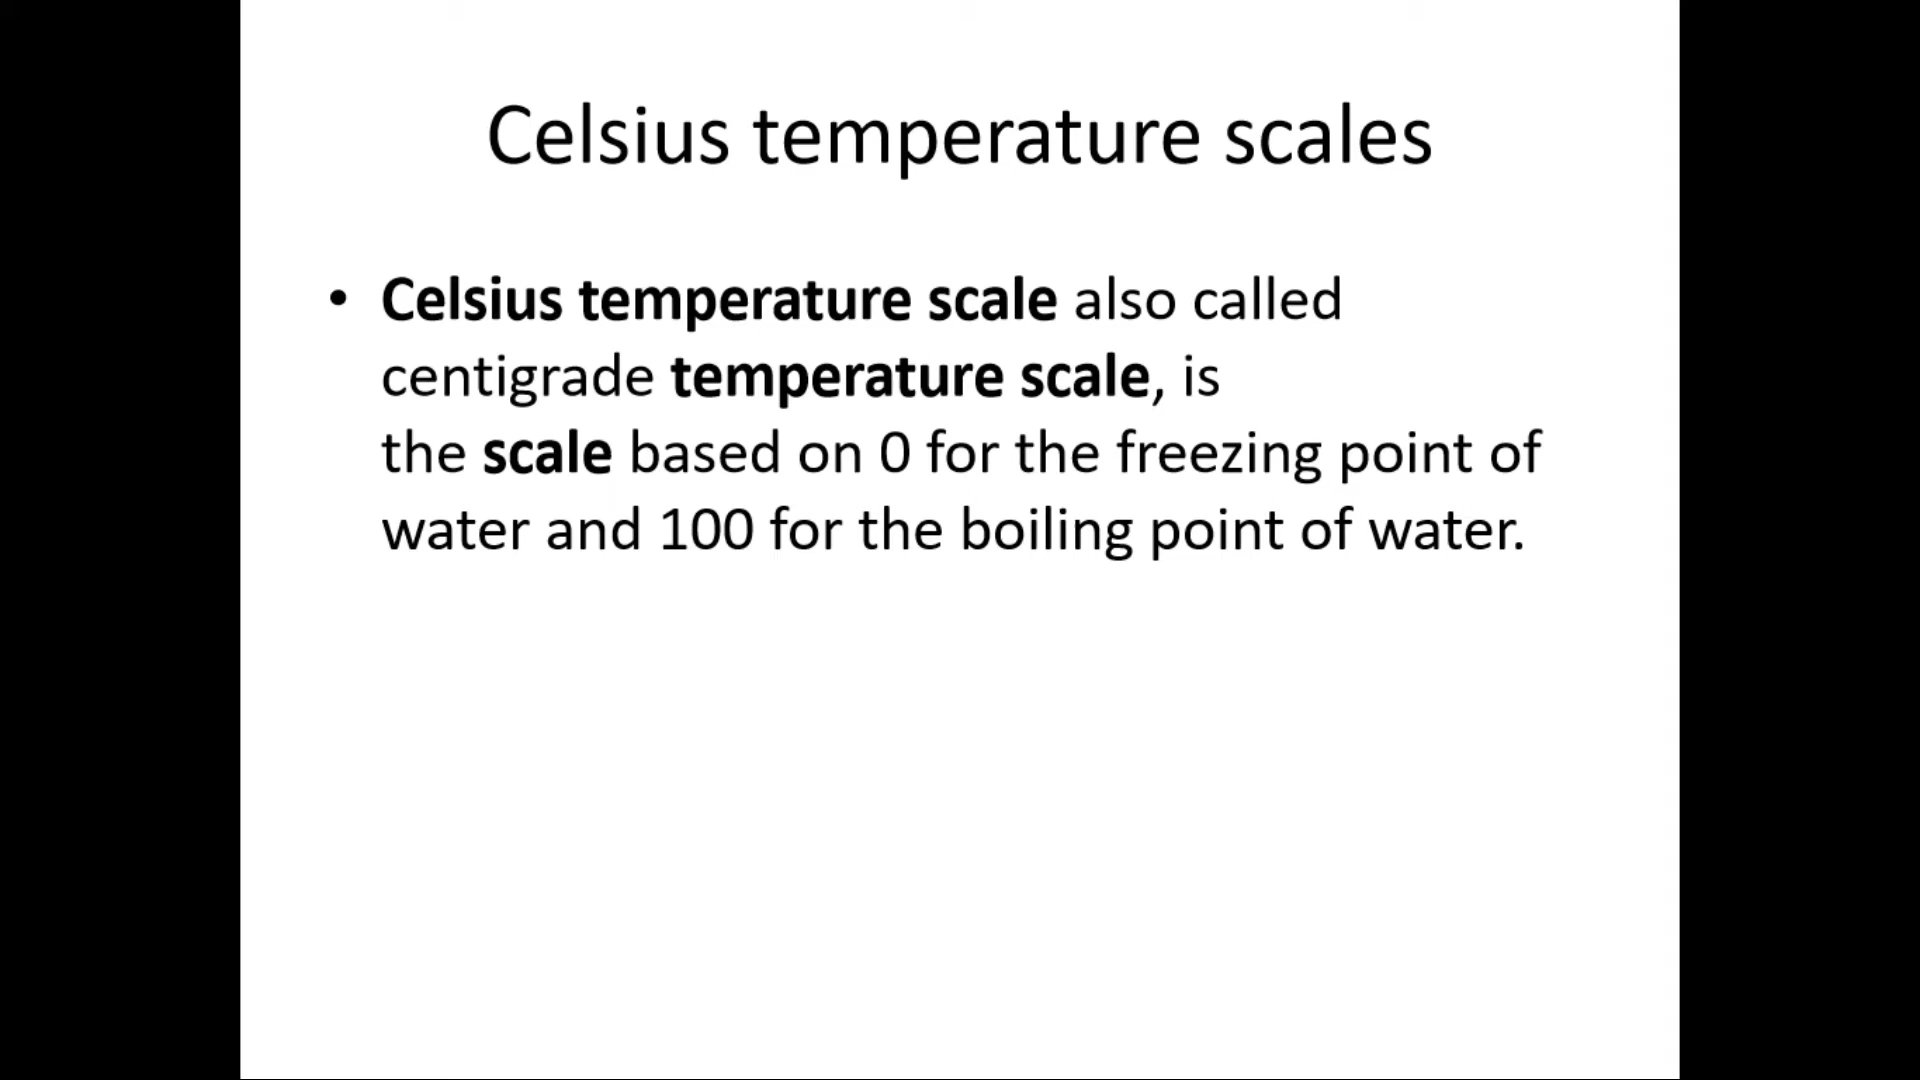 Celsius temperature scales
• Celsius temperature scale also called
centigrade temperature scale, is
the scale based on 0 for the freezing point of
water and 100 for the boiling point of water.